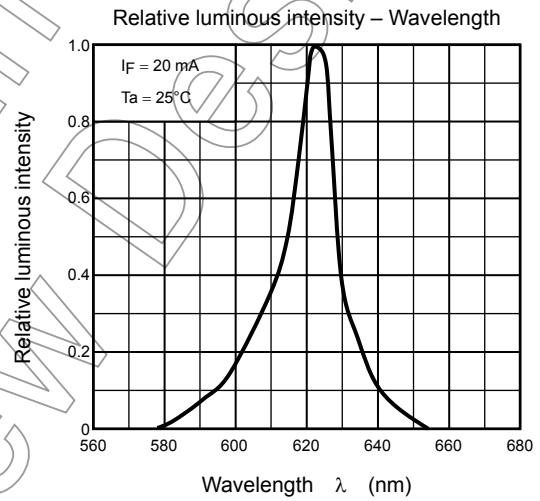 Relative luminous intensity – Wavelength
IF = 20 mA
Ta = 25°C
Relative luminous intensity
1.0
0.8
0.6
0.4
0.2
0
560 580 600 620 640 660 680
Wavelength λ (nm)